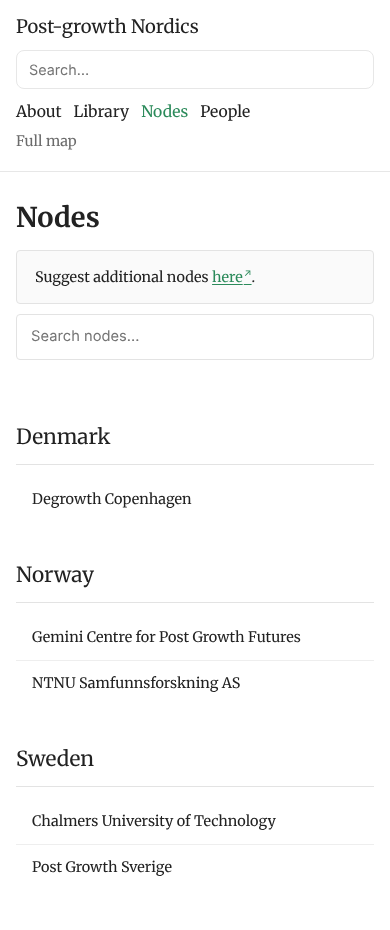 Post-growth Nordics
Search...
About Library Nodes People
Full map
Nodes
Suggest additional nodes here↗.
Search nodes...
Denmark
Degrowth Copenhagen
Norway
Gemini Centre for Post Growth Futures
NTNU Samfunnsforskning AS
Sweden
Chalmers University of Technology
Post Growth Sverige